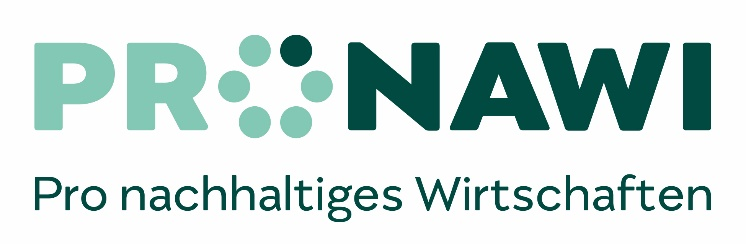 PRONAWI
Pro nachhaltiges Wirtschaften